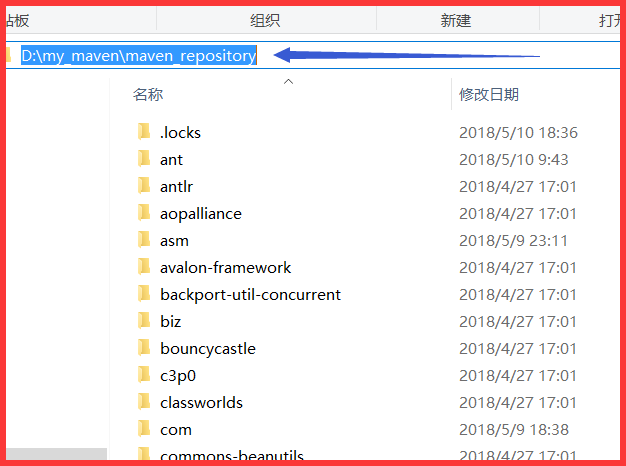 贴板 组织 新建 打开
D:\my_maven\maven_repository
名称 修改日期
.locks 2018/5/10 18:36
ant 2018/5/10 9:43
antlr 2018/4/27 17:01
aopalliance 2018/4/27 17:01
asm 2018/5/9 23:11
avalon-framework 2018/4/27 17:01
backport-util-concurrent 2018/4/27 17:01
biz 2018/4/27 17:01
bouncycastle 2018/4/27 17:01
c3p0 2018/4/27 17:01
classworlds 2018/4/27 17:01
com 2018/5/9 18:38
commons-beanutils 2018/4/27 17:01